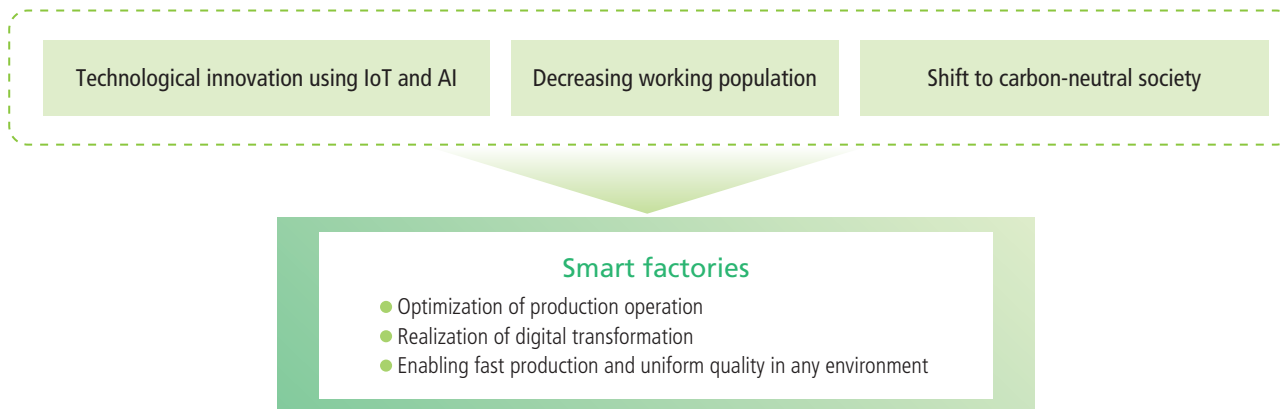 Technological innovation using IoT and AI
Decreasing working population
Shift to carbon-neutral society
Smart factories
Optimization of production operation
Realization of digital transformation
Enabling fast production and uniform quality in any environment